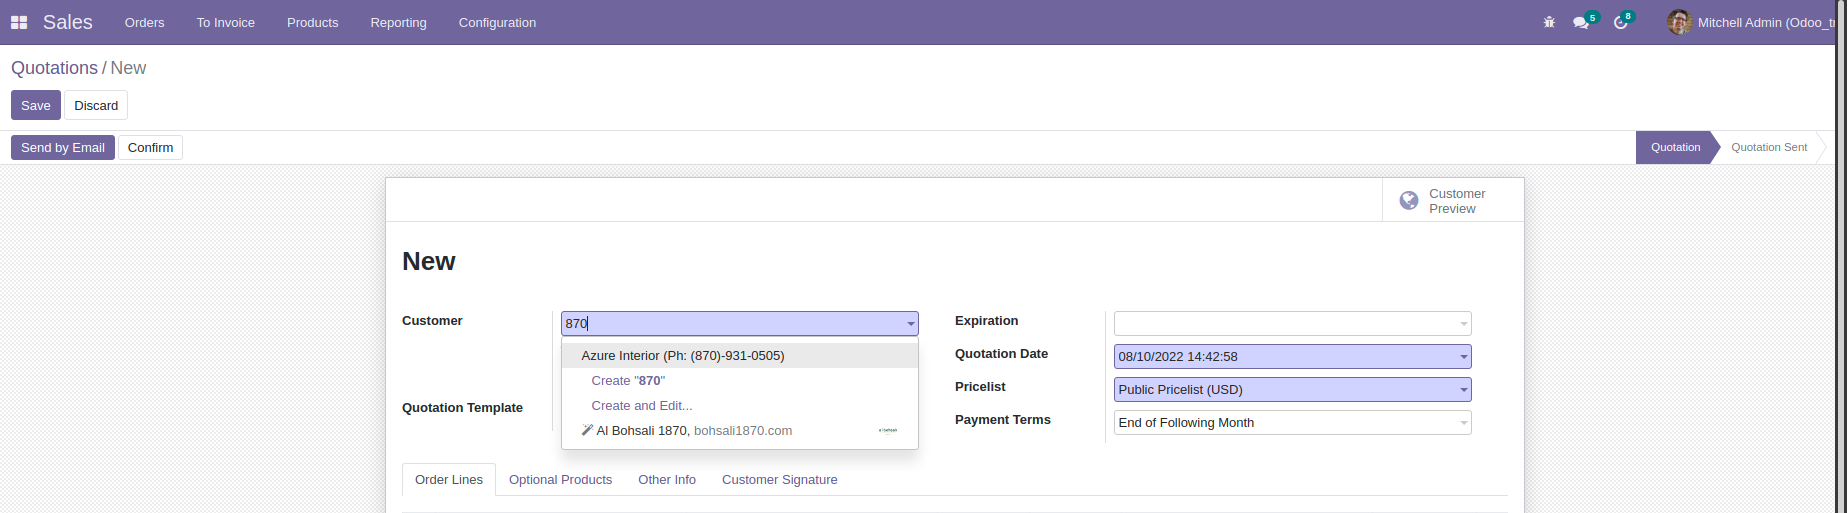 Sales Orders To Invoice Products Reporting Configuration 5 8 Mitchell Admin (Odoo_tr
Quotations / New
Save Discard
Send by Email Confirm Quotation Quotation Sent
Customer
Preview
New
Customer 870 Expiration
Azure Interior (Ph: (870)-931-0505) Quotation Date 08/10/2022 14:42:58
Create "870" Pricelist Public Pricelist (USD)
Quotation Template Create and Edit...
Al Bohsali 1870, bohsali1870.com Payment Terms End of Following Month
Order Lines Optional Products Other Info Customer Signature